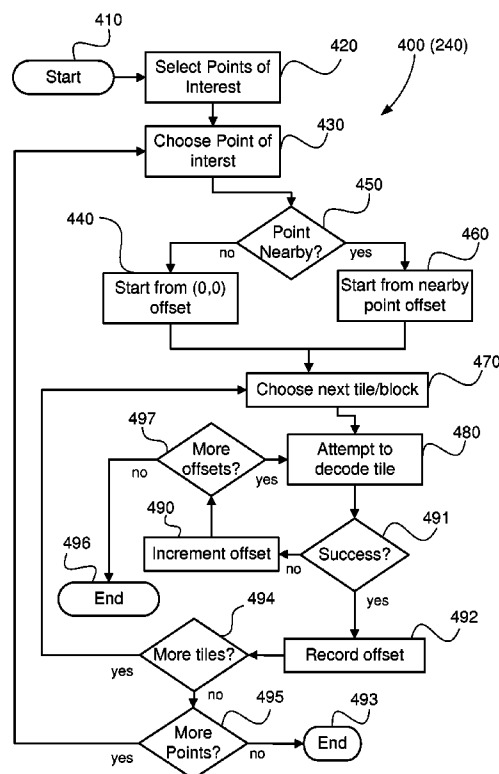 410
Start
420
Select Points of
Interest
400 (240)
430
Choose Point of
interst
450
Point
Nearby?
no
yes
440
Start from (0,0)
offset
460
Start from nearby
point offset
470
Choose next tile/block
480
Attempt to
decode tile
497
More
offsets?
no
yes
490
Increment offset
491
Success?
no
yes
496
End
492
Record offset
494
More tiles?
yes
no
495
More
Points?
yes
no
493
End